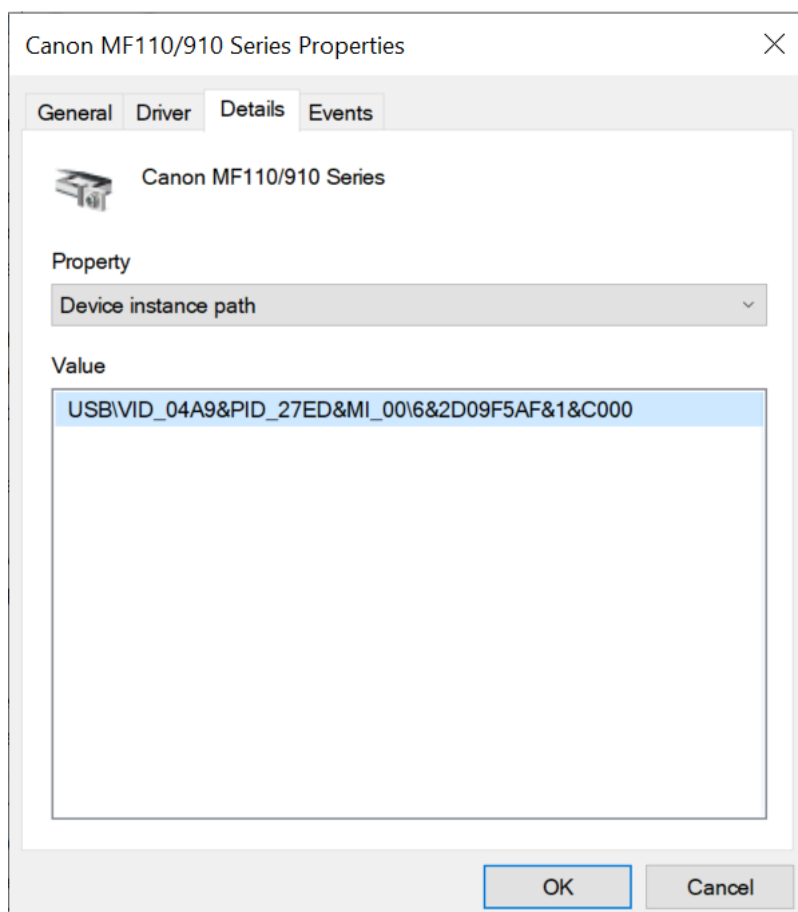 Canon MF110/910 Series Properties
General Driver Details Events
Canon MF110/910 Series
Property
Device instance path
Value
USB\VID_04A9&PID_27ED&MI_00\6&2D09F5AF&1&C000
OK Cancel